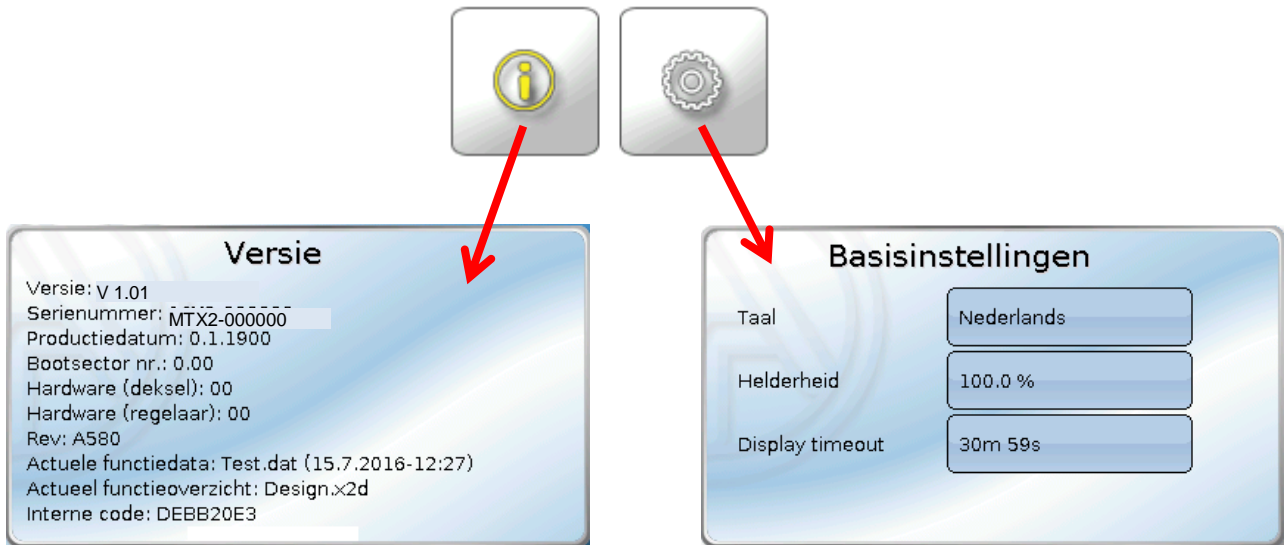 Versie
Versie: V 1.01
Serienummer: MTX2-000000
Productiedatum: 0.1.1900
Bootsector nr.: 0.00
Hardware (deksel): 00
Hardware (regelaar): 00
Rev: A580
Actuele functiedata: Test.dat (15.7.2016-12:27)
Actueel functieoverzicht: Design.x2d
Interne code: DEBB20E3
Basisinstellingen
Taal Nederlands
Helderheid 100.0 %
Display timeout 30m 59s